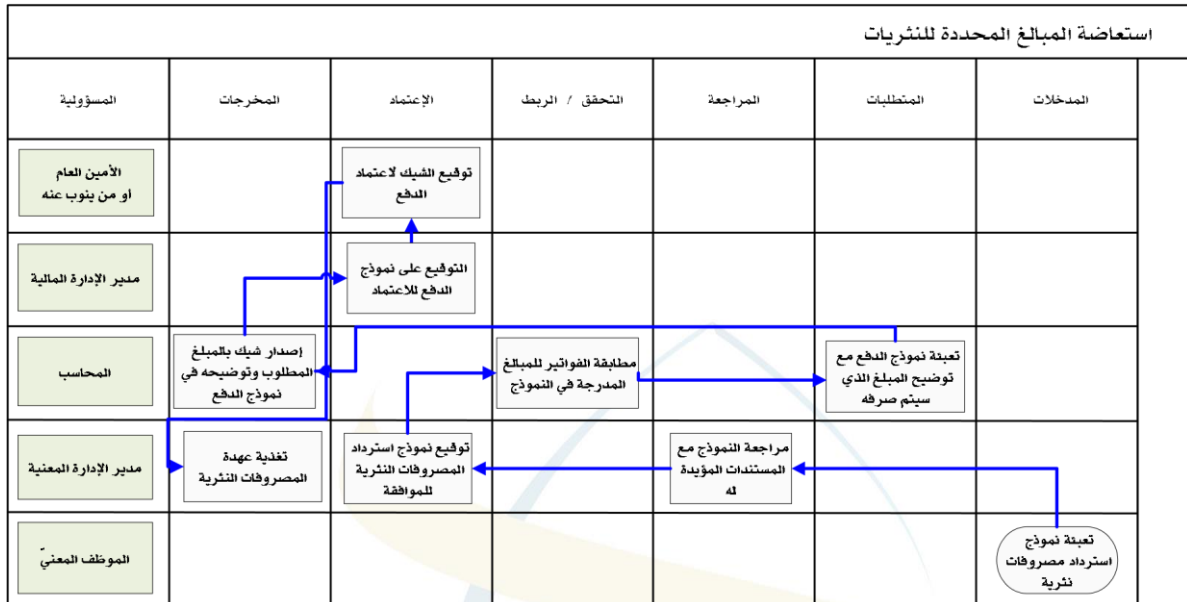 استعاضة المبالغ المحددة للنثريات
المدخلات
المتطلبات
المراجعة
التحقق / الربط
الإعتماد
المخرجات
المسؤولية
توقيع الشيك لاعتماد
الدفع
الأمين العام
او من ينوب عنه
التوقيع على نموذج
الدفع للاعتماد
مدير الإدارة المالية
تعبئة نموذج الدفع مع
توضيح المبلغ الذي
سيتم صرفه
مطابقة الفواتير للمبالغ
المدرجة في النموذج
إصدار شيك بالمبلغ
المطلوب وتوضيحه في
نموذج الدفع
المحاسب
مراجعة النموذج مع
المستندات المؤيدة
له
توقيع نموذج استرداد
المصروفات النثرية
للموافقة
تغذية عهدة
المصروفات النثرية
مدير الإدارة المعنية
تعبئة نموذج
استرداد مصروفات
نثرية
الموظف المعنيّ